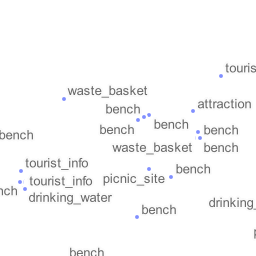 touris
waste_basket
attraction
bench
bench
bench
bench
bench
waste_basket
bench
tourist_info
bench
picnic_site
tourist_info
nch
drinking_water
drinking_
bench
bench